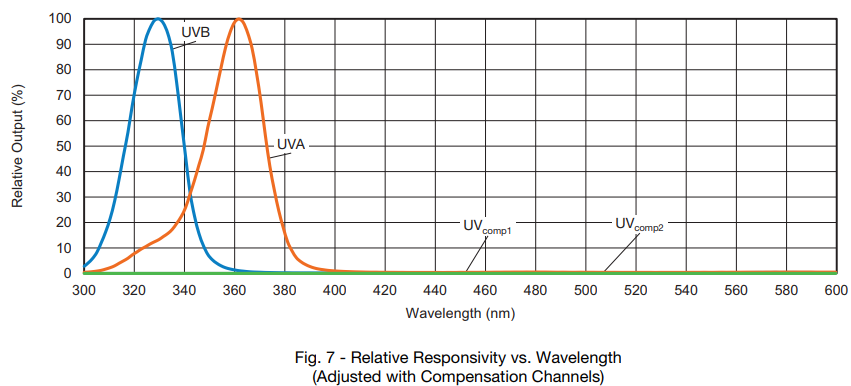 100
90
80
70
60
50
40
30
20
10
0
Relative Output (%)
UVB
UVA
UVcomp1
UVcomp2
300 320 340 360 380 400 420 440 460 480 500 520 540 560 580 600
Wavelength (nm)
Fig. 7 - Relative Responsivity vs. Wavelength
(Adjusted with Compensation Channels)